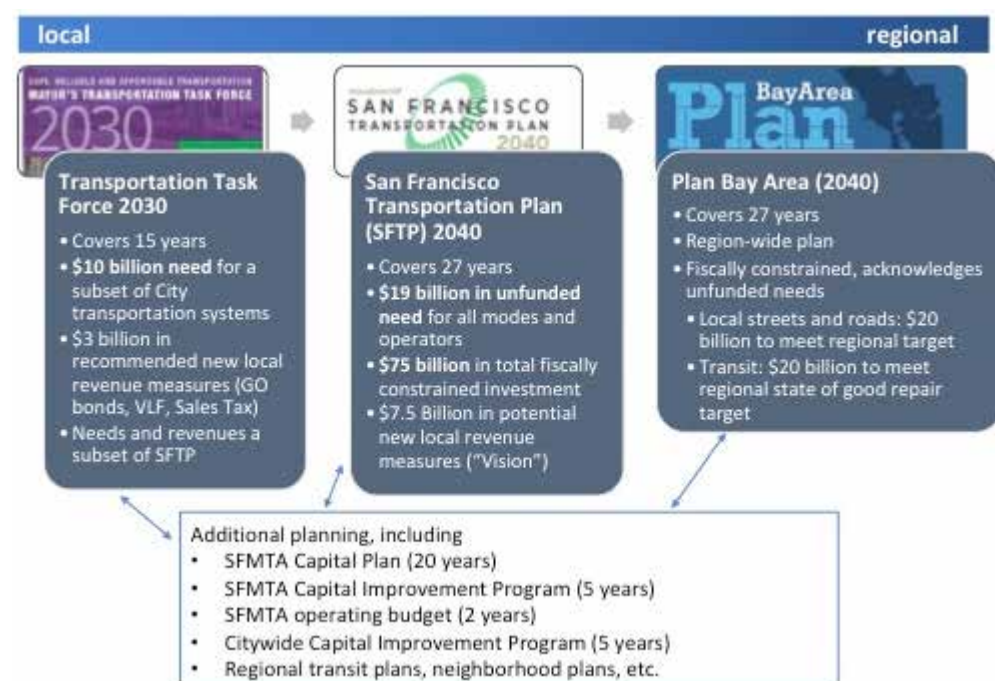 local regional
SAFE, RELIABLE AND AFFORDABLE TRANSPORTATION
MAYOR'S TRANSPORTATION TASK FORCE
2030
SAN FRANCISCO
TRANSPORTATION PLAN
2040
BayArea
Plan
Transportation Task
Force 2030
• Covers 15 years
• $10 billion need for a
subset of City
transportation systems
• $3 billion in
recommended new local
revenue measures (GO
bonds, VLF, Sales Tax)
• Needs and revenues a
subset of SFTP
San Francisco
Transportation Plan
(SFTP) 2040
• Covers 27 years
• $19 billion in unfunded
need for all modes and
operators
• $75 billion in total fiscally
constrained investment
• $7.5 Billion in potential
new local revenue
measures (“Vision”)
Plan Bay Area (2040)
• Covers 27 years
• Region-wide plan
• Fiscally constrained, acknowledges
unfunded needs
• Local streets and roads: $20
billion to meet regional target
• Transit: $20 billion to meet
regional state of good repair
target
Additional planning, including
• SFMTA Capital Plan (20 years)
• SFMTA Capital Improvement Program (5 years)
• SFMTA operating budget (2 years)
• Citywide Capital Improvement Program (5 years)
• Regional transit plans, neighborhood plans, etc.